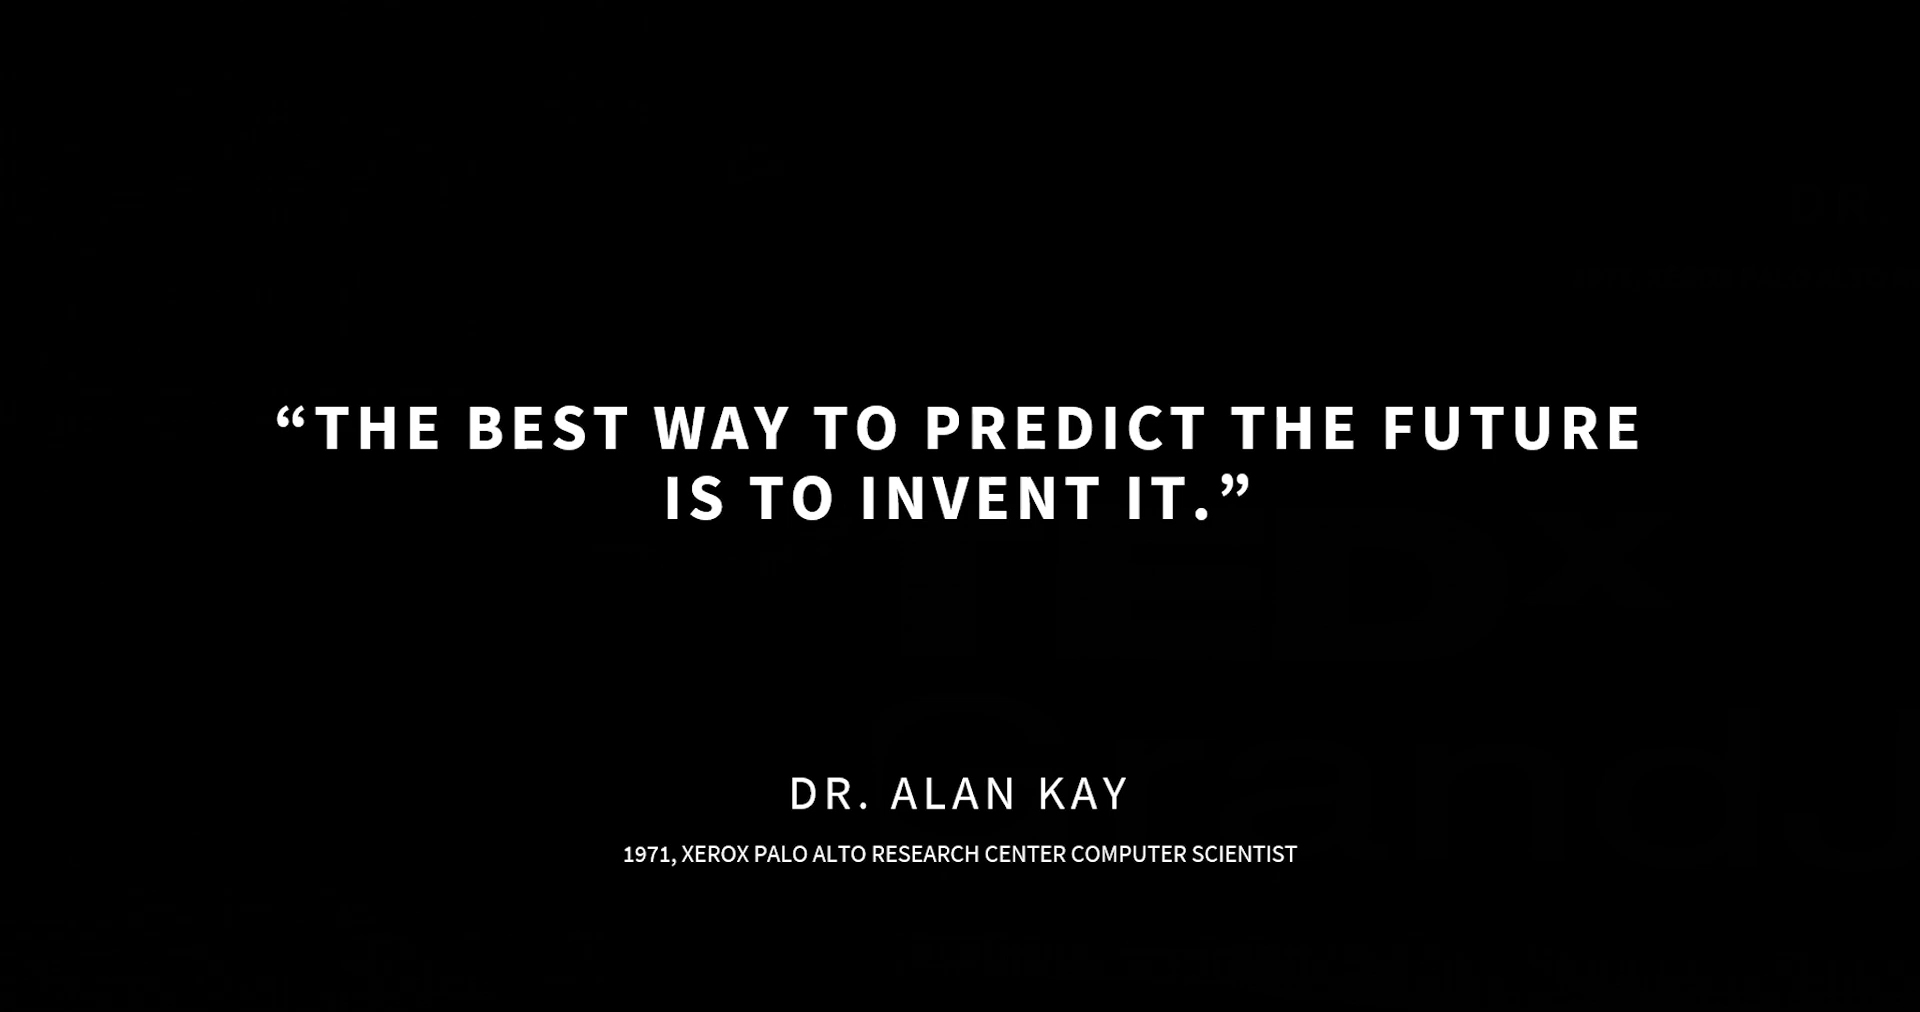 “THE BEST WAY TO PREDICT THE FUTURE
IS TO INVENT IT.”
DR. ALAN KAY
1971, XEROX PALO ALTO RESEARCH CENTER COMPUTER SCIENTIST